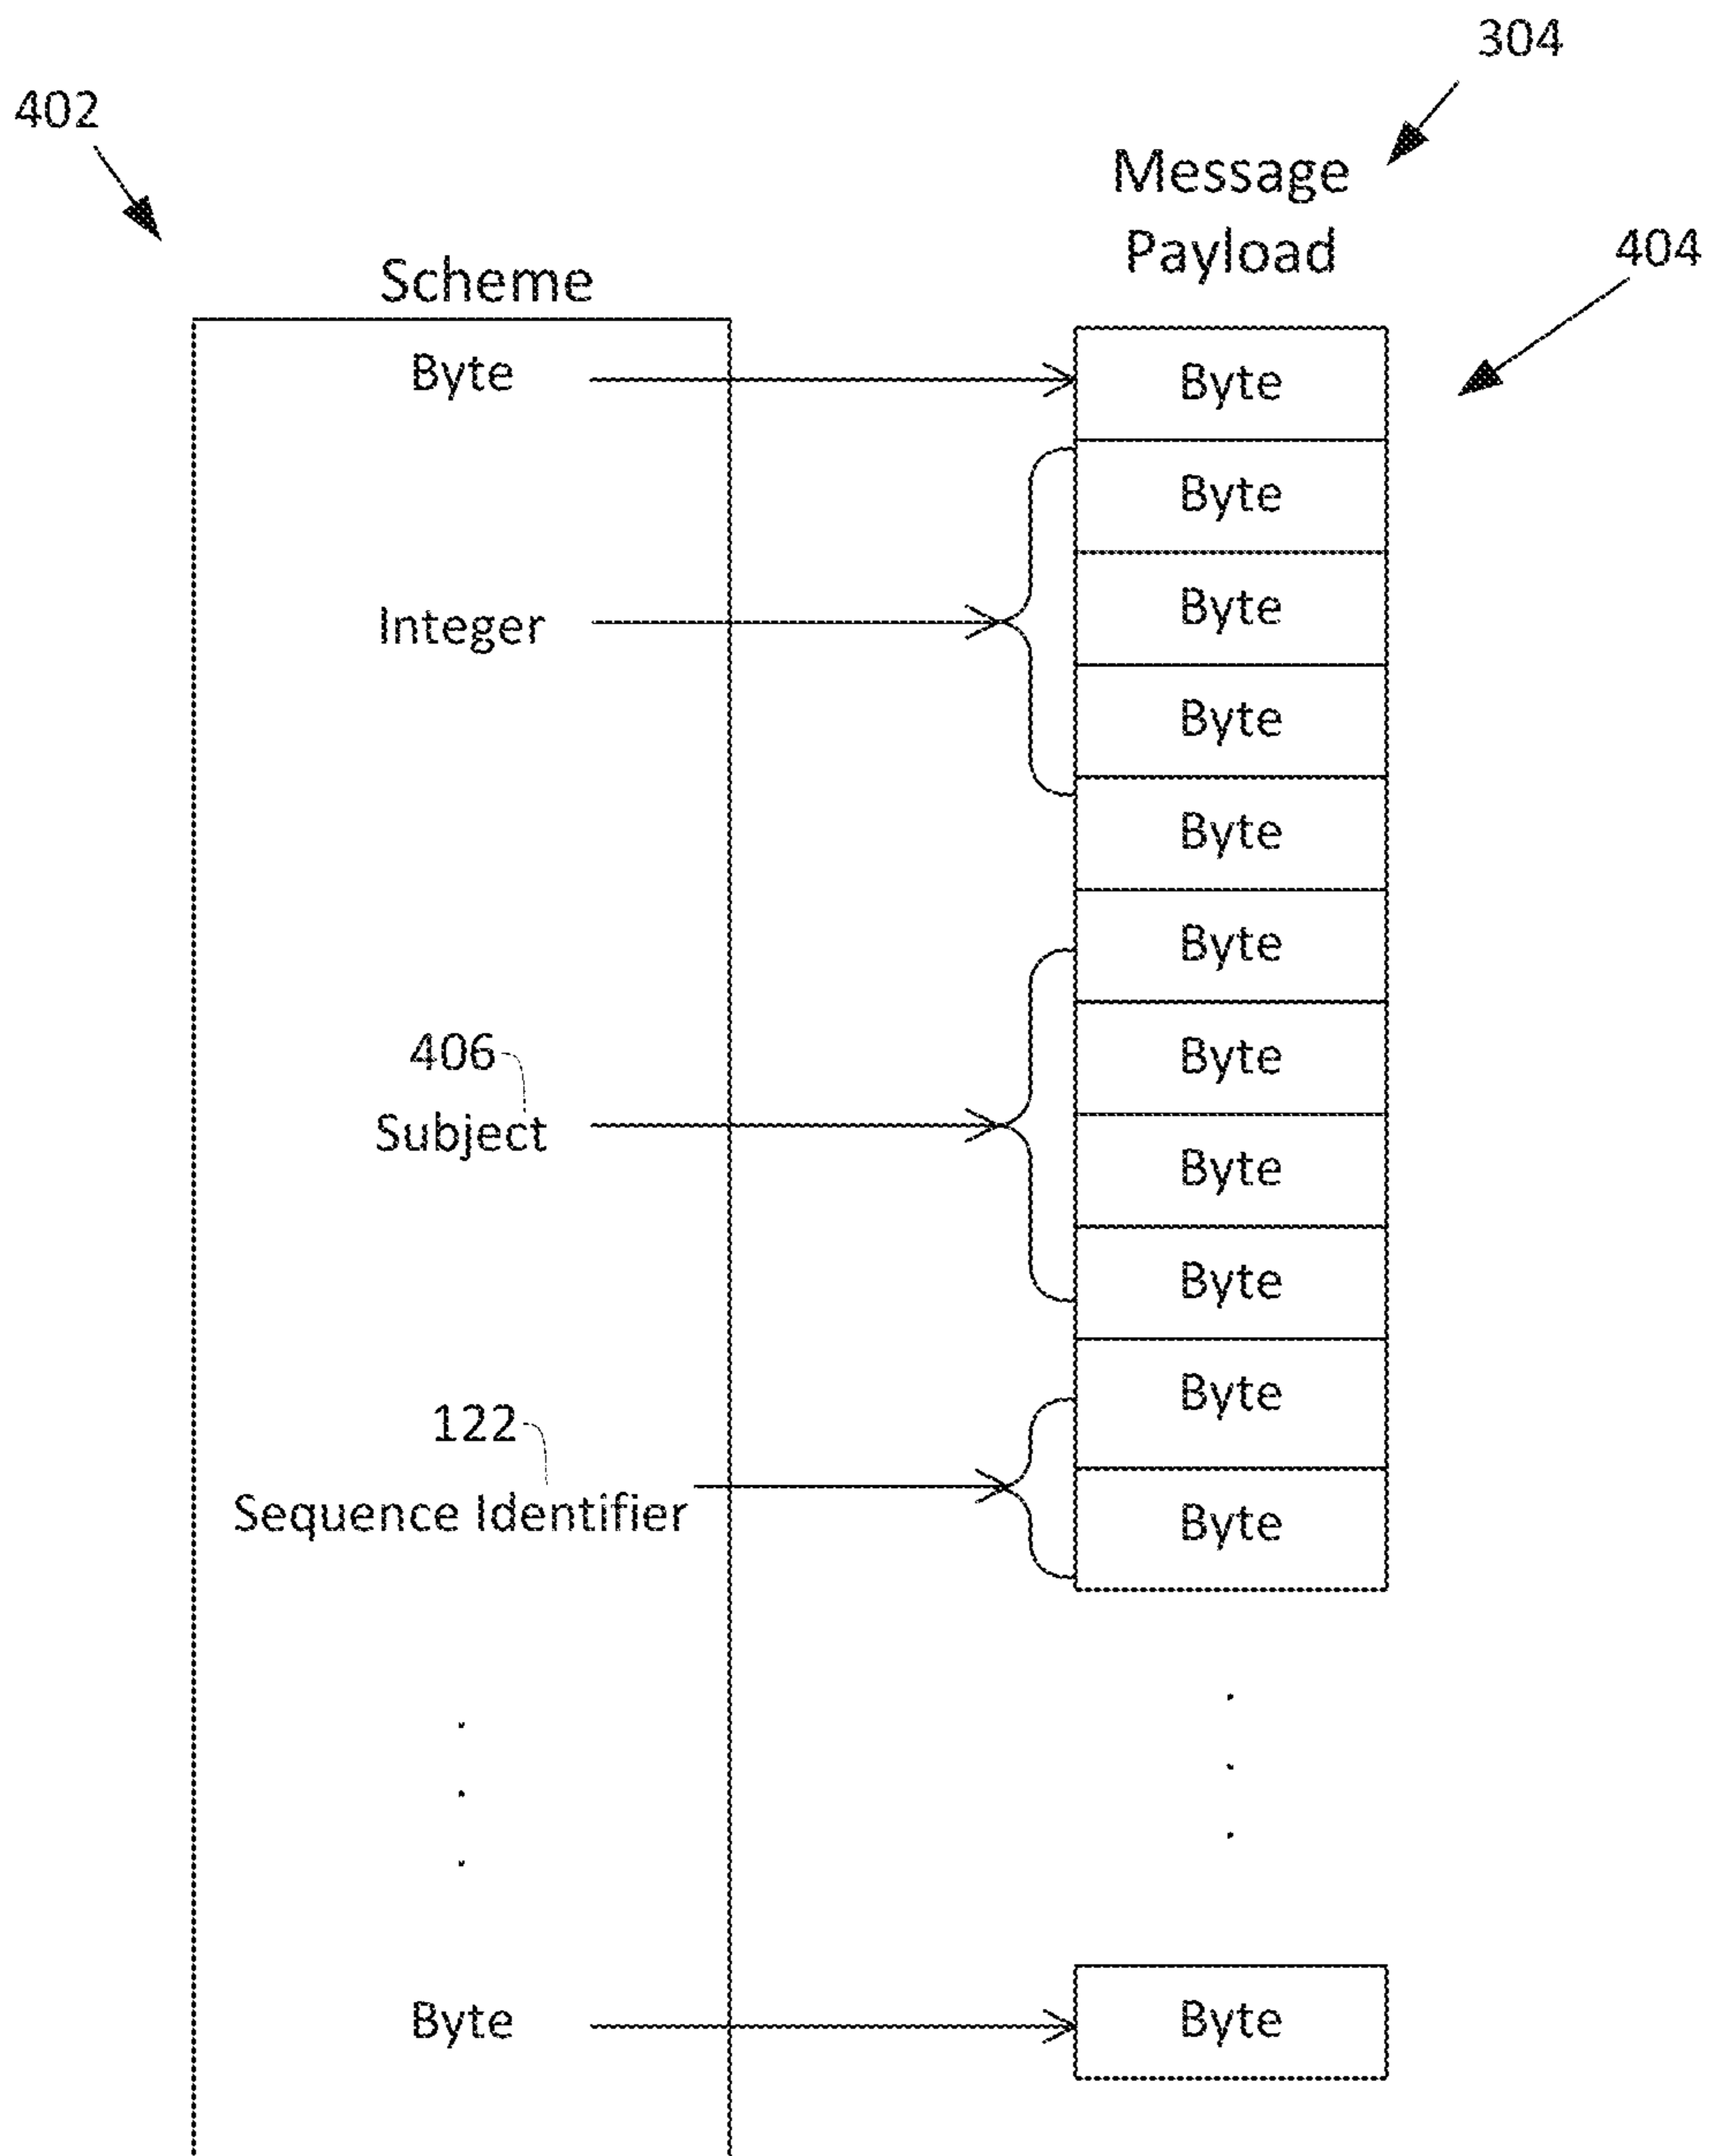 304
402
Message
Payload
404
Scheme
Byte
Byte
Byte
Integer
Byte
Byte
Byte
Byte
406
Subject
Byte
Byte
Byte
122
Sequence Identifier
Byte
Byte
Byte
Byte